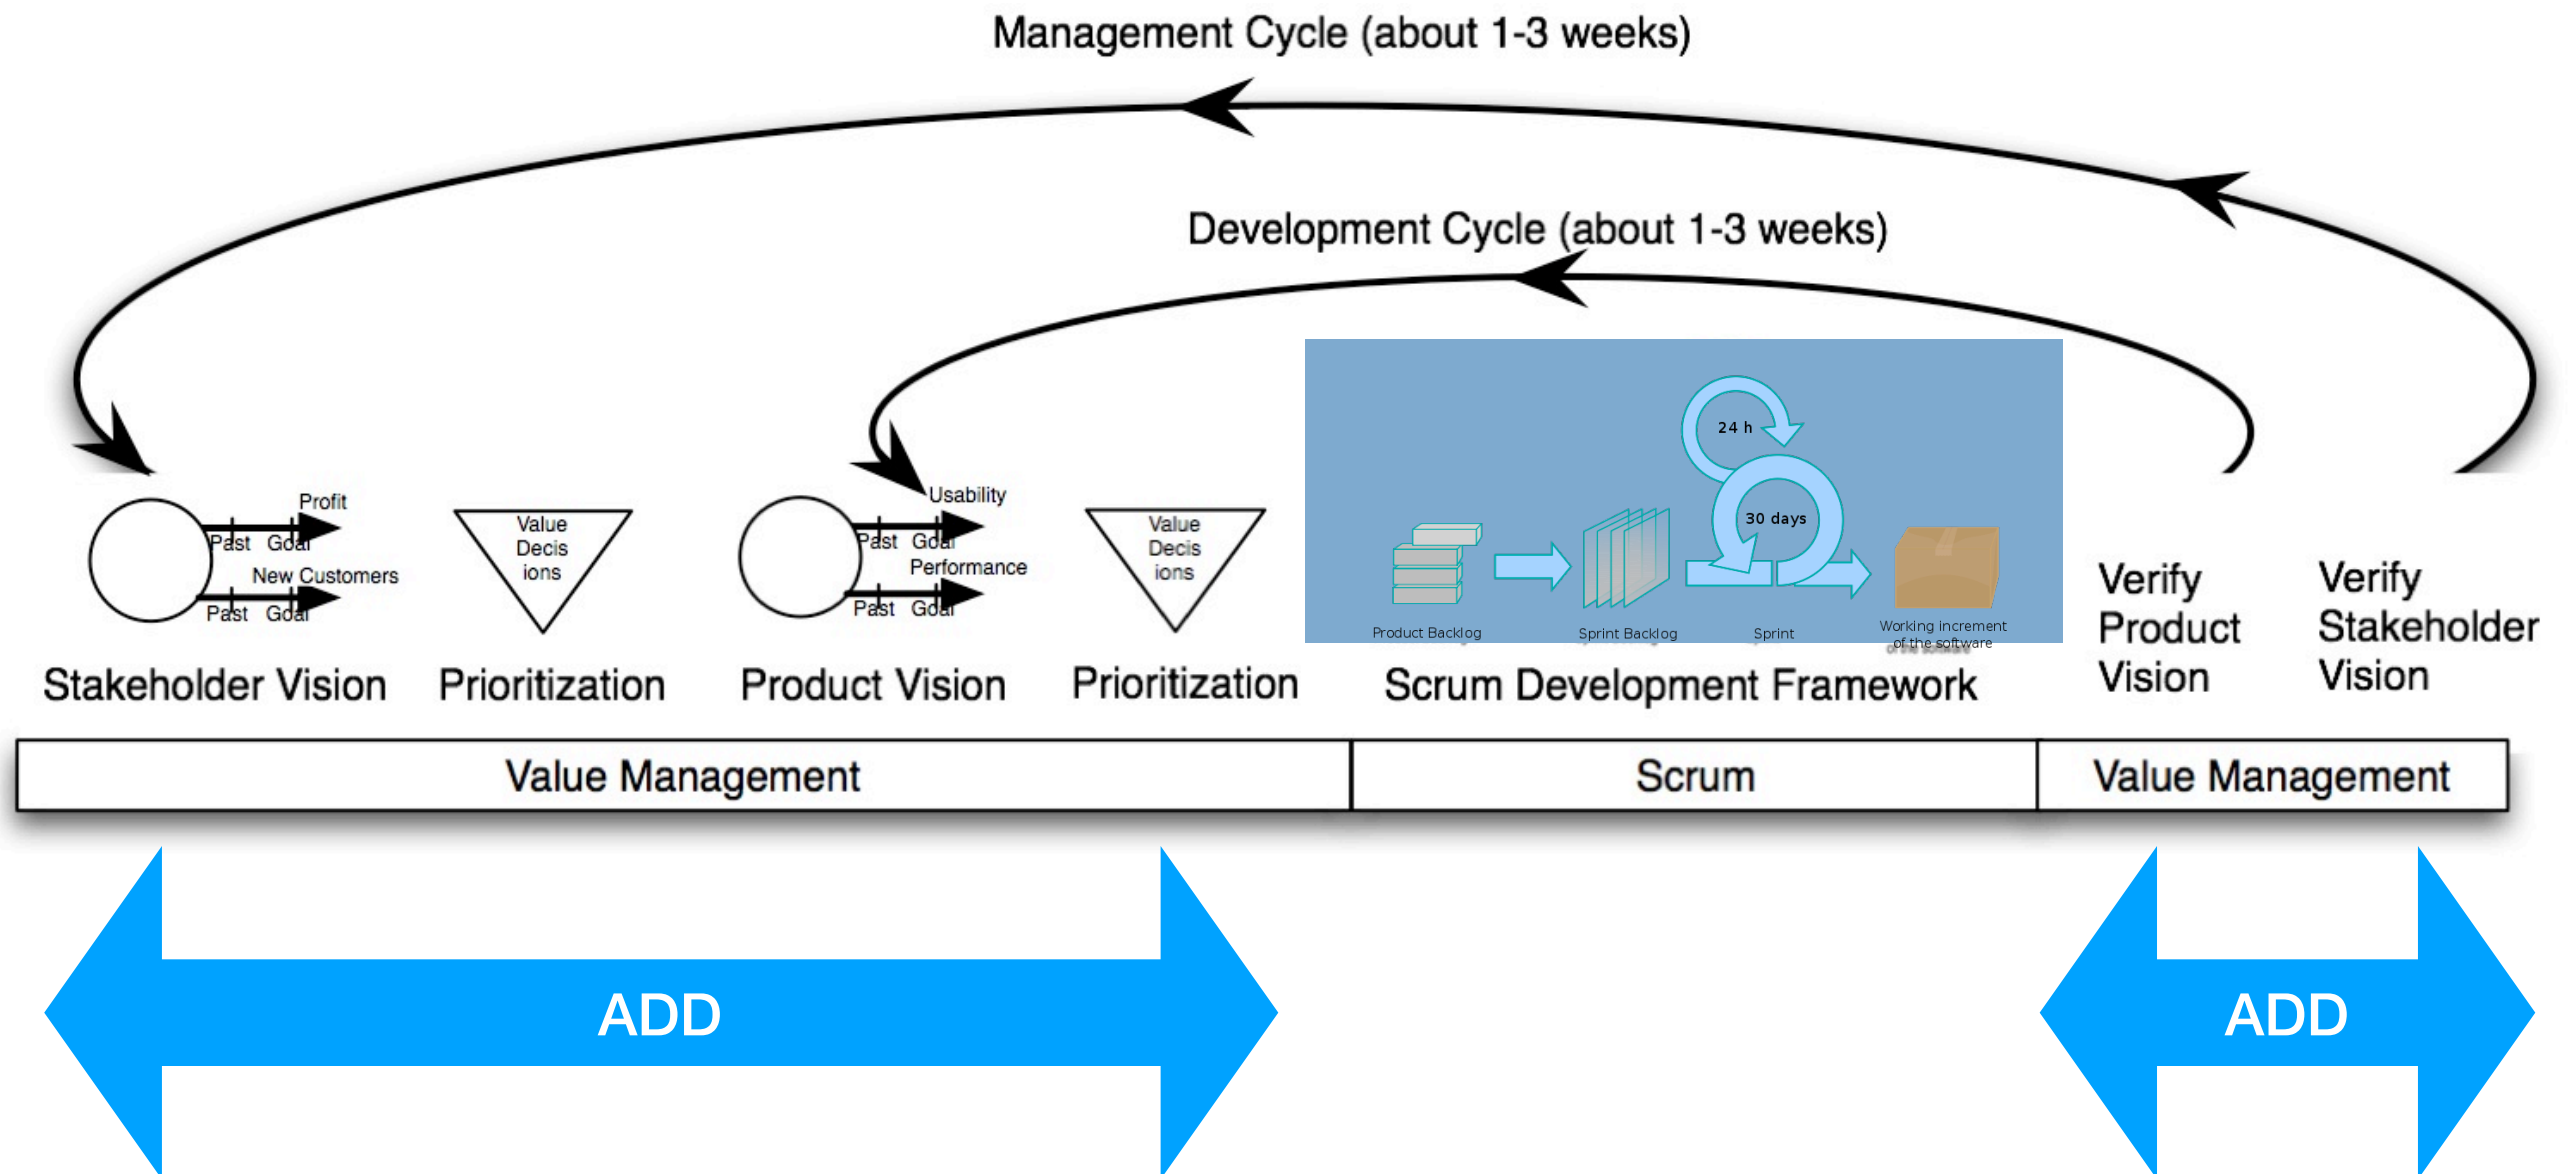 Management Cycle (about 1-3 weeks)
Development Cycle (about 1-3 weeks)
Profit
Past Goal
New Customers
Past Goal
Stakeholder Vision
Value
Decis
ions
Prioritization
Usability
Past Goal
Performance
Past Goal
Product Vision
Value
Decis
ions
Prioritization
24 h
30 days
Product Backlog
Sprint Backlog
Sprint
Working increment
of the software
Scrum Development Framework
Verify
Product
Vision
Verify
Stakeholder
Vision
Value Management
Scrum
Value Management
ADD
ADD